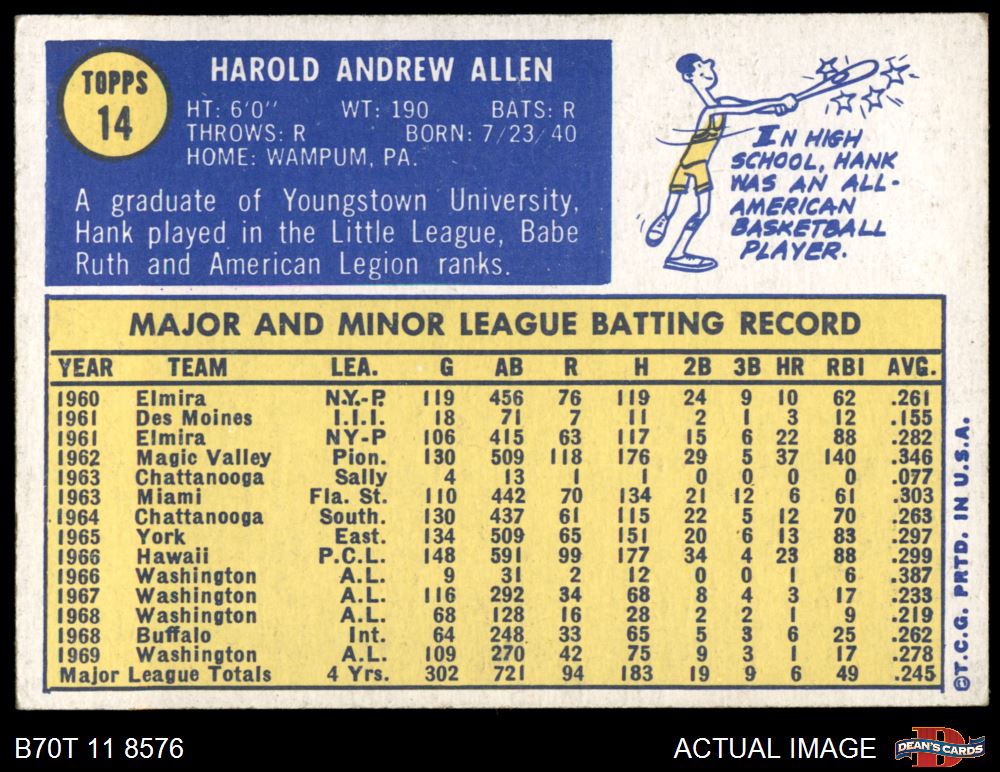 TOPPS
14
HAROLD ANDREW ALLEN
HT: 6'0" WT: 190 BATS: R
THROWS: R BORN: 7/23/40
HOME: WAMPUM, PA.
A graduate of Youngstown University,
Hank played in the Little League, Babe
Ruth and American Legion ranks.
IN HIGH
SCHOOL, HANK
WAS AN ALL-
AMERICAN
BASKETBALL
PLAYER.
MAJOR AND MINOR LEAGUE BATTING RECORD
YEAR TEAM LEA. G AB R H 2B 3B HR RBI AVG.
1960 Elmira N.Y.-P. 119 456 76 119 24 9 10 62 .261
1961 Des Moines I.I.I. 18 71 7 11 2 1 3 12 .155
1961 Elmira NY-P 106 415 63 117 15 6 22 88 .282
1962 Magic Valley Pion. 130 509 118 176 29 5 37 140 .346
1963 Chattanooga Sally 4 13 1 1 0 0 0 0 .077
1963 Miami Fla. St. 110 442 70 134 21 12 6 61 .303
1964 Chattanooga South. 130 437 61 115 22 5 12 70 .263
1965 York East. 134 509 65 151 20 6 13 83 .297
1966 Hawaii P.C.L. 148 591 99 177 34 4 23 88 .299
1966 Washington A.L. 9 31 2 12 0 0 1 6 .387
1967 Washington A.L. 116 292 34 68 8 4 3 17 .233
1968 Washington A.L. 68 128 16 28 2 2 1 9 .219
1968 Buffalo Int. 64 248 33 65 5 3 6 25 .262
1969 Washington A.L. 109 270 42 75 9 3 1 17 .278
Major League Totals 4 Yrs. 302 721 94 183 19 9 6 49 .245
©T.C.G. PRTD. IN U.S.A.
B70T 11 8576
ACTUAL IMAGE
D
DEAN'S CARDS